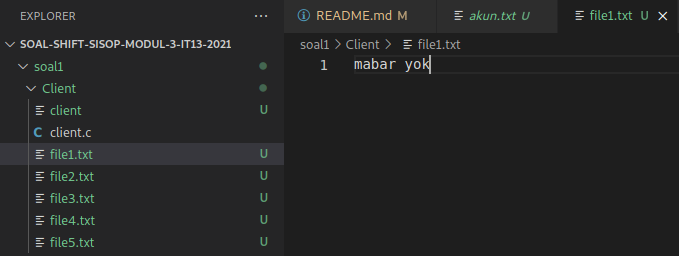 EXPLORER ...
SOAL-SHIFT-SISOP-MODUL-3-IT13-2021
soal1
Client
client U
C client.c
file1.txt U
file2.txt U
file3.txt U
file4.txt U
file5.txt U
README.md M
akun.txt U
file1.txt U
soal1 > Client > file1.txt
1 mabar yok